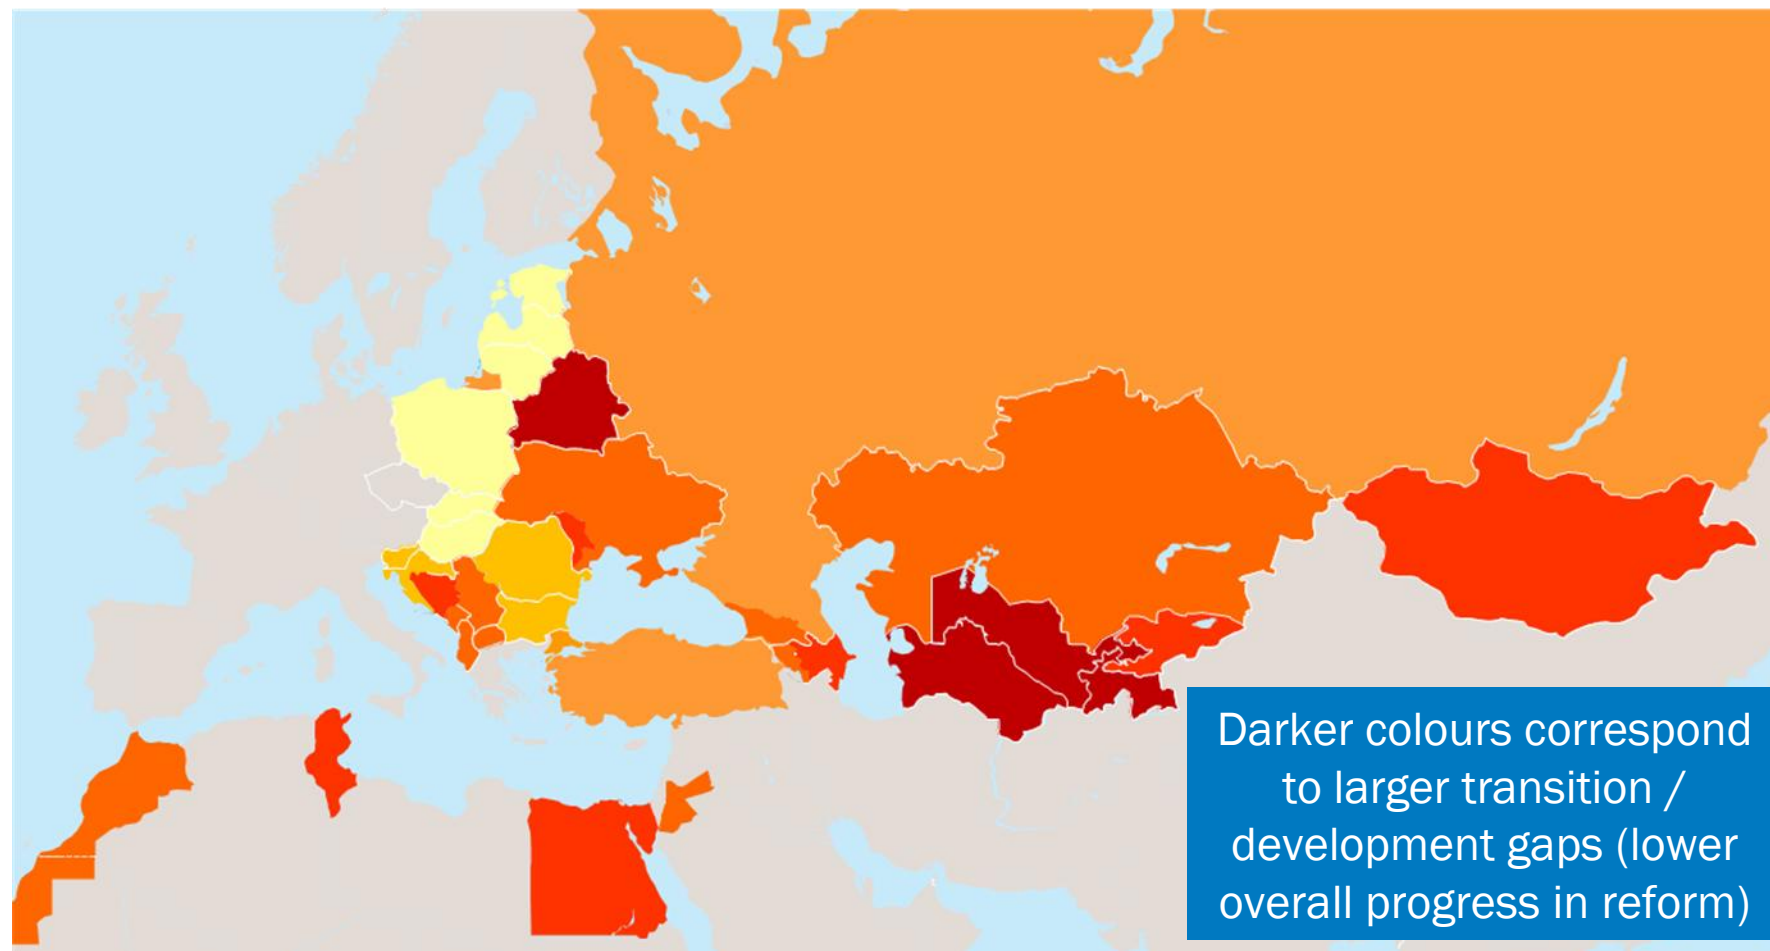 Darker colours correspond
to larger transition /
development gaps (lower
overall progress in reform)